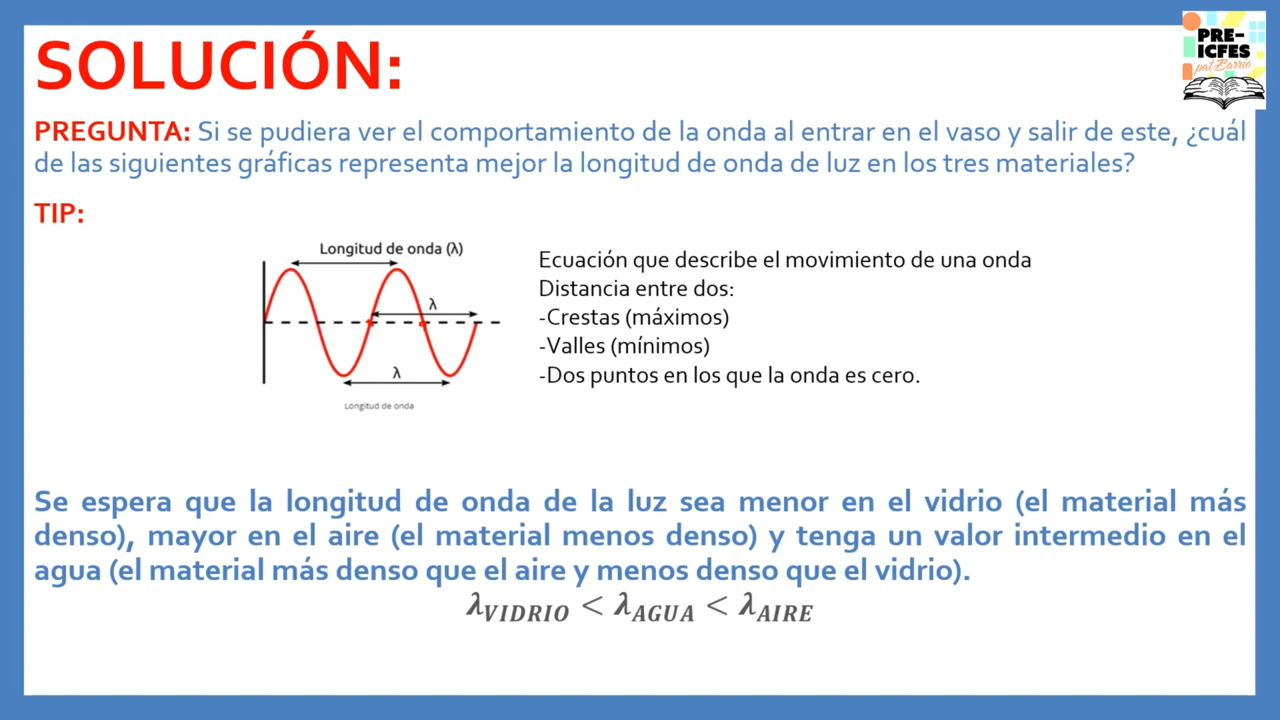 SOLUCIÓN:
PRE-
ICFES
pal Barrio
PREGUNTA: Si se pudiera ver el comportamiento de la onda al entrar en el vaso y salir de este, ¿cuál
de las siguientes gráficas representa mejor la longitud de onda de luz en los tres materiales?
TIP:
Longitud de onda (λ)
λ
λ
Longitud de onda
Ecuación que describe el movimiento de una onda
Distancia entre dos:
-Crestas (máximos)
-Valles (mínimos)
-Dos puntos en los que la onda es cero.
Se espera que la longitud de onda de la luz sea menor en el vidrio (el material más
denso), mayor en el aire (el material menos denso) y tenga un valor intermedio en el
agua (el material más denso que el aire y menos denso que el vidrio).
λVIDRIO < λAGUA < λAIRE